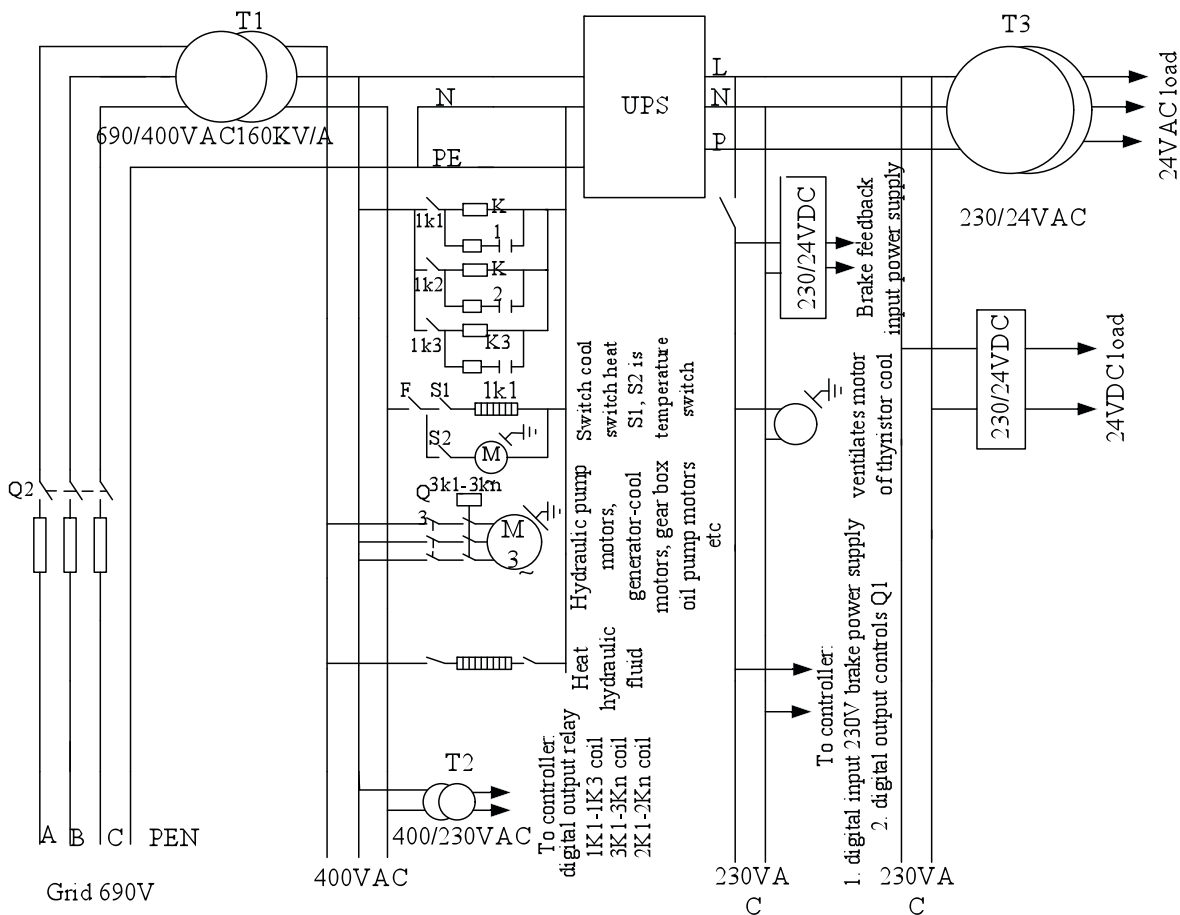 T1
T3
UPS
L
N
P
N
PE
690/400VAC160KV/A
24VAC load
230/24VAC
1k1
K
1
1k2
K
2
1k3
K3
230/24VDC
Brake feedback
input power supply
230/24VDC
24VDC load
F
S1
1k1
S2
M
~
Switch cool
switch heat
S1, S2 is
temperature
switch
ventilates motor
of thyristor cool
Q2
Q
3
3k1-3kn
M
3
~
Hydraulic pump
motors,
generator-cool
motors, gear box
oil pump motors
etc
Heat
hydraulic
fluid
To controller:
1. digital input 230V brake power supply
2. digital output controls Q1
T2
400/230VAC
To controller:
digital output relay
1K1-1K3 coil
3K1-3Kn coil
2K1-2Kn coil
A
B
C
PEN
Grid 690V
400VAC
230VA
C
230VA
C